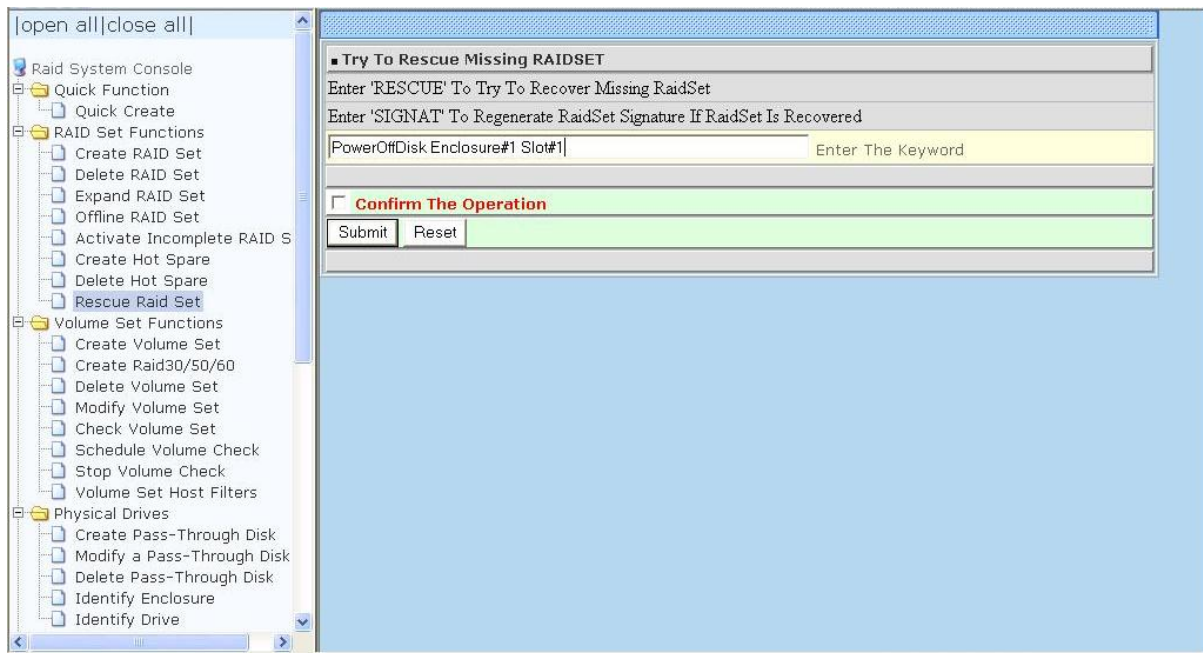 |open all|close all|
Raid System Console
Quick Function
Quick Create
RAID Set Functions
Create RAID Set
Delete RAID Set
Expand RAID Set
Offline RAID Set
Activate Incomplete RAID S
Create Hot Spare
Delete Hot Spare
Rescue Raid Set
Volume Set Functions
Create Volume Set
Create Raid30/50/60
Delete Volume Set
Modify Volume Set
Check Volume Set
Schedule Volume Check
Stop Volume Check
Volume Set Host Filters
Physical Drives
Create Pass-Through Disk
Modify a Pass-Through Disk
Delete Pass-Through Disk
Identify Enclosure
Identify Drive
Try To Rescue Missing RAIDSET
Enter 'RESCUE' To Try To Recover Missing RaidSet
Enter 'SIGNAT' To Regenerate RaidSet Signature If RaidSet Is Recovered
PowerOffDisk Enclosure#1 Slot#1 Enter The Keyword
Confirm The Operation
Submit Reset